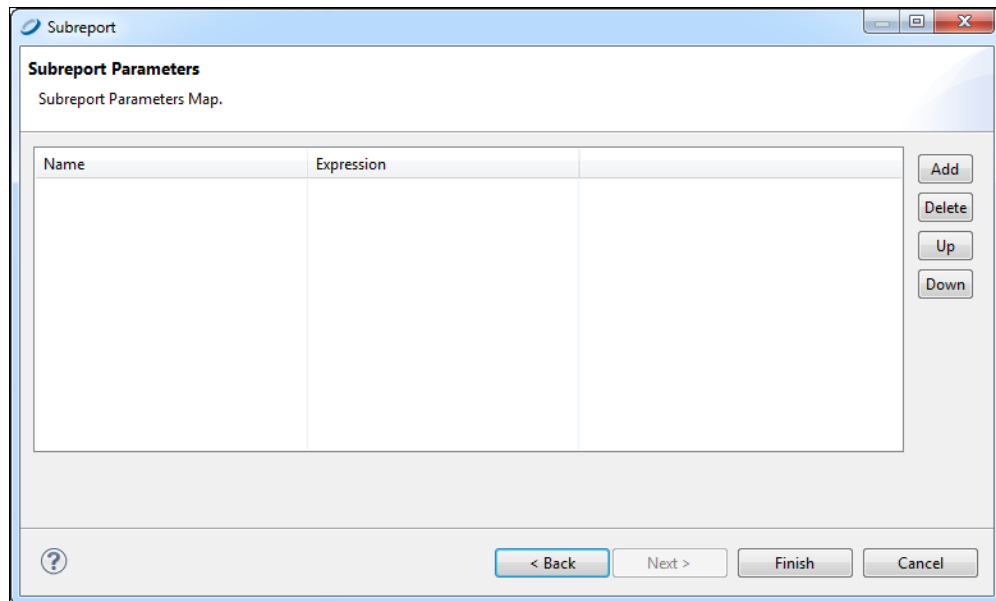 Subreport
Subreport Parameters
Subreport Parameters Map.
Name Expression
Add
Delete
Up
Down
? < Back Next > Finish Cancel